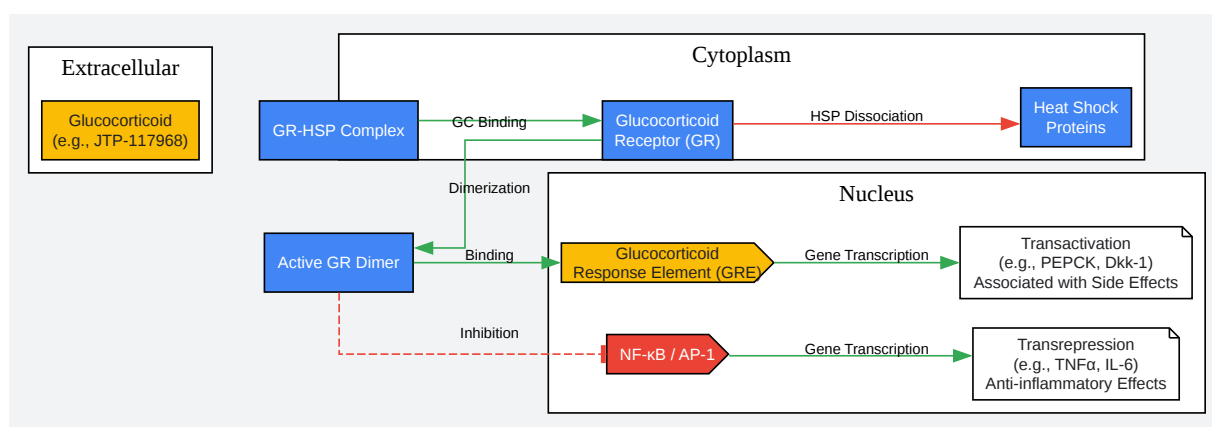 Extracellular
Glucocorticoid
(e.g., JTP-117968)
Cytoplasm
GR-HSP Complex
GC Binding
Glucocorticoid
Receptor (GR)
HSP Dissociation
Heat Shock
Proteins
Dimerization
Nucleus
Active GR Dimer
Binding
Glucocorticoid
Response Element (GRE)
Gene Transcription
Transactivation
(e.g., PEPCK, Dkk-1)
Associated with Side Effects
Inhibition
NF-κB / AP-1
Gene Transcription
Transrepression
(e.g., TNFα, IL-6)
Anti-inflammatory Effects